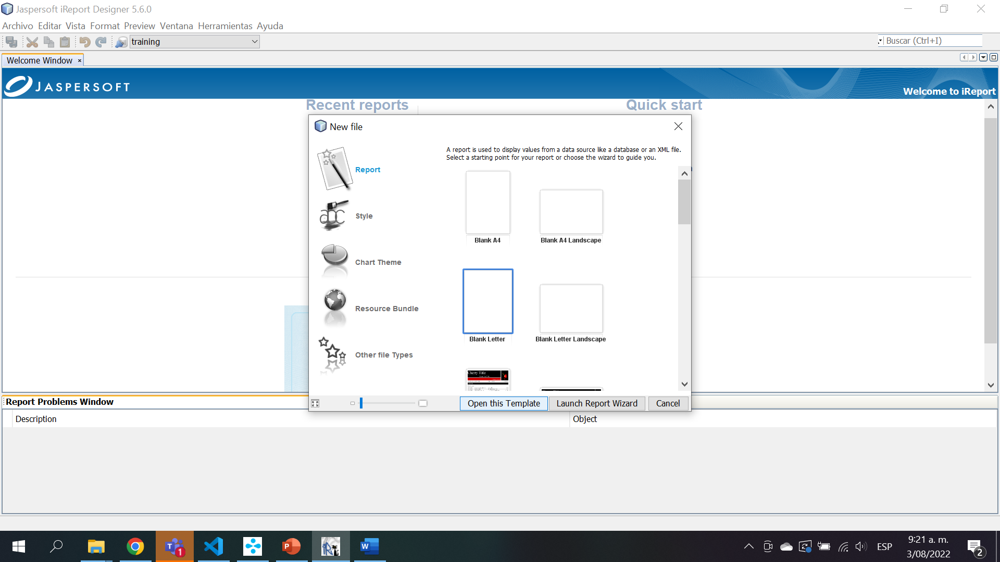 Jaspersoft iReport Designer 5.6.0
Archivo Editar Vista Format Preview Ventana Herramientas Ayuda
training
Buscar (Ctrl+I)
Welcome Window
JASPERSOFT
Welcome to iReport
Recent reports
Quick start
New file
A report is used to display values from a data source like a database or an XML file.
Select a starting point for your report or choose the wizard to guide you.
Report
Style
Chart Theme
Resource Bundle
Other file Types
Blank A4
Blank A4 Landscape
Blank Letter
Blank Letter Landscape
Cherry Title
Open this Template
Launch Report Wizard
Cancel
Report Problems Window
Description
Object
ESP
9:21 a. m.
3/08/2022
2
1